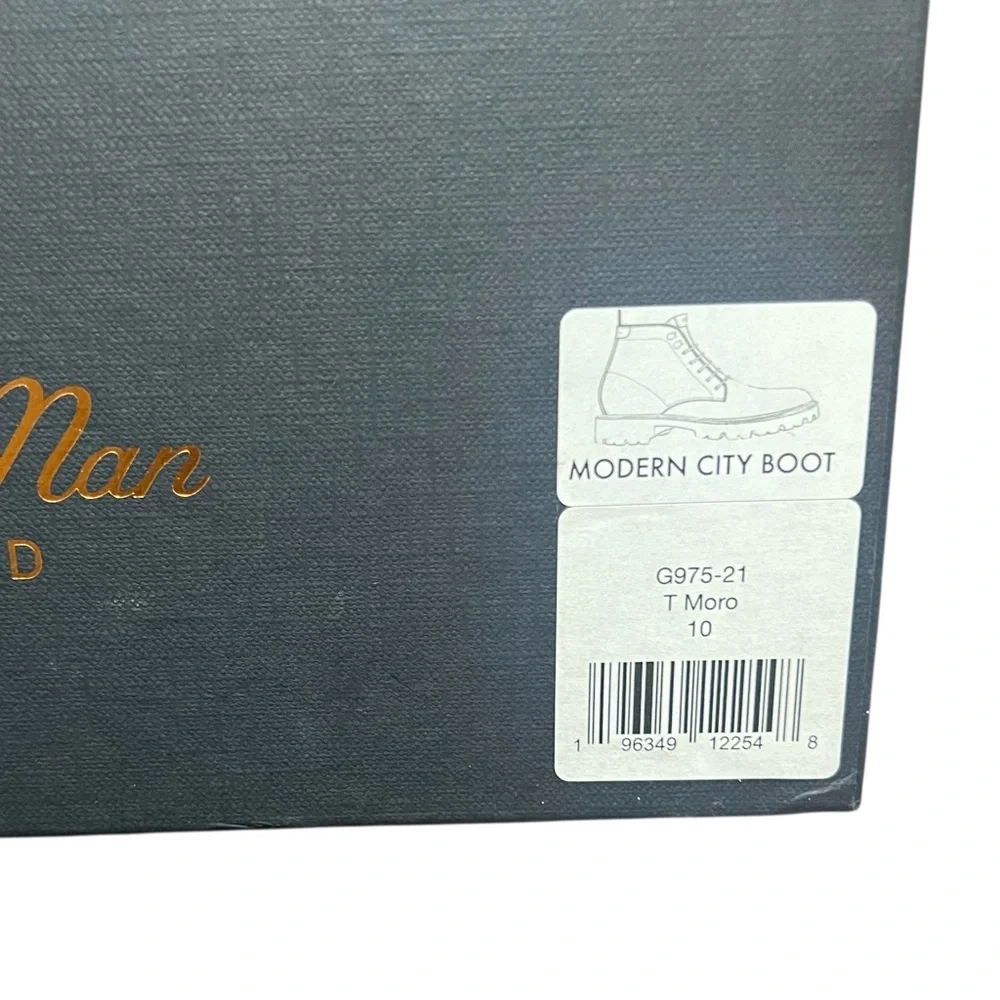 Man
D
MODERN CITY BOOT
G975-21
T Moro
10
1 96349 12254 8